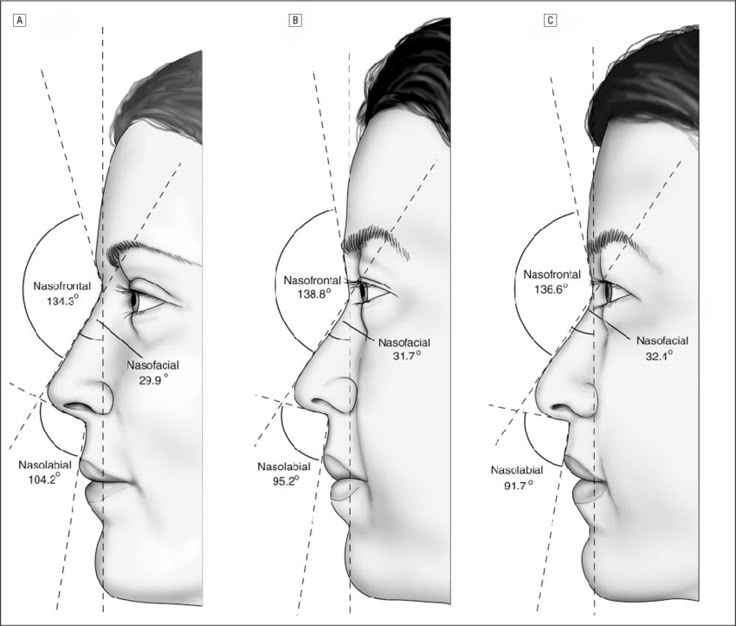 A
Nasofrontal
134.3°
Nasofacial
29.9°
Nasolabial
104.2°
B
Nasofrontal
138.8°
Nasofacial
31.7°
Nasolabial
95.2°
C
Nasofrontal
136.6°
Nasofacial
32.4°
Nasolabial
91.7°